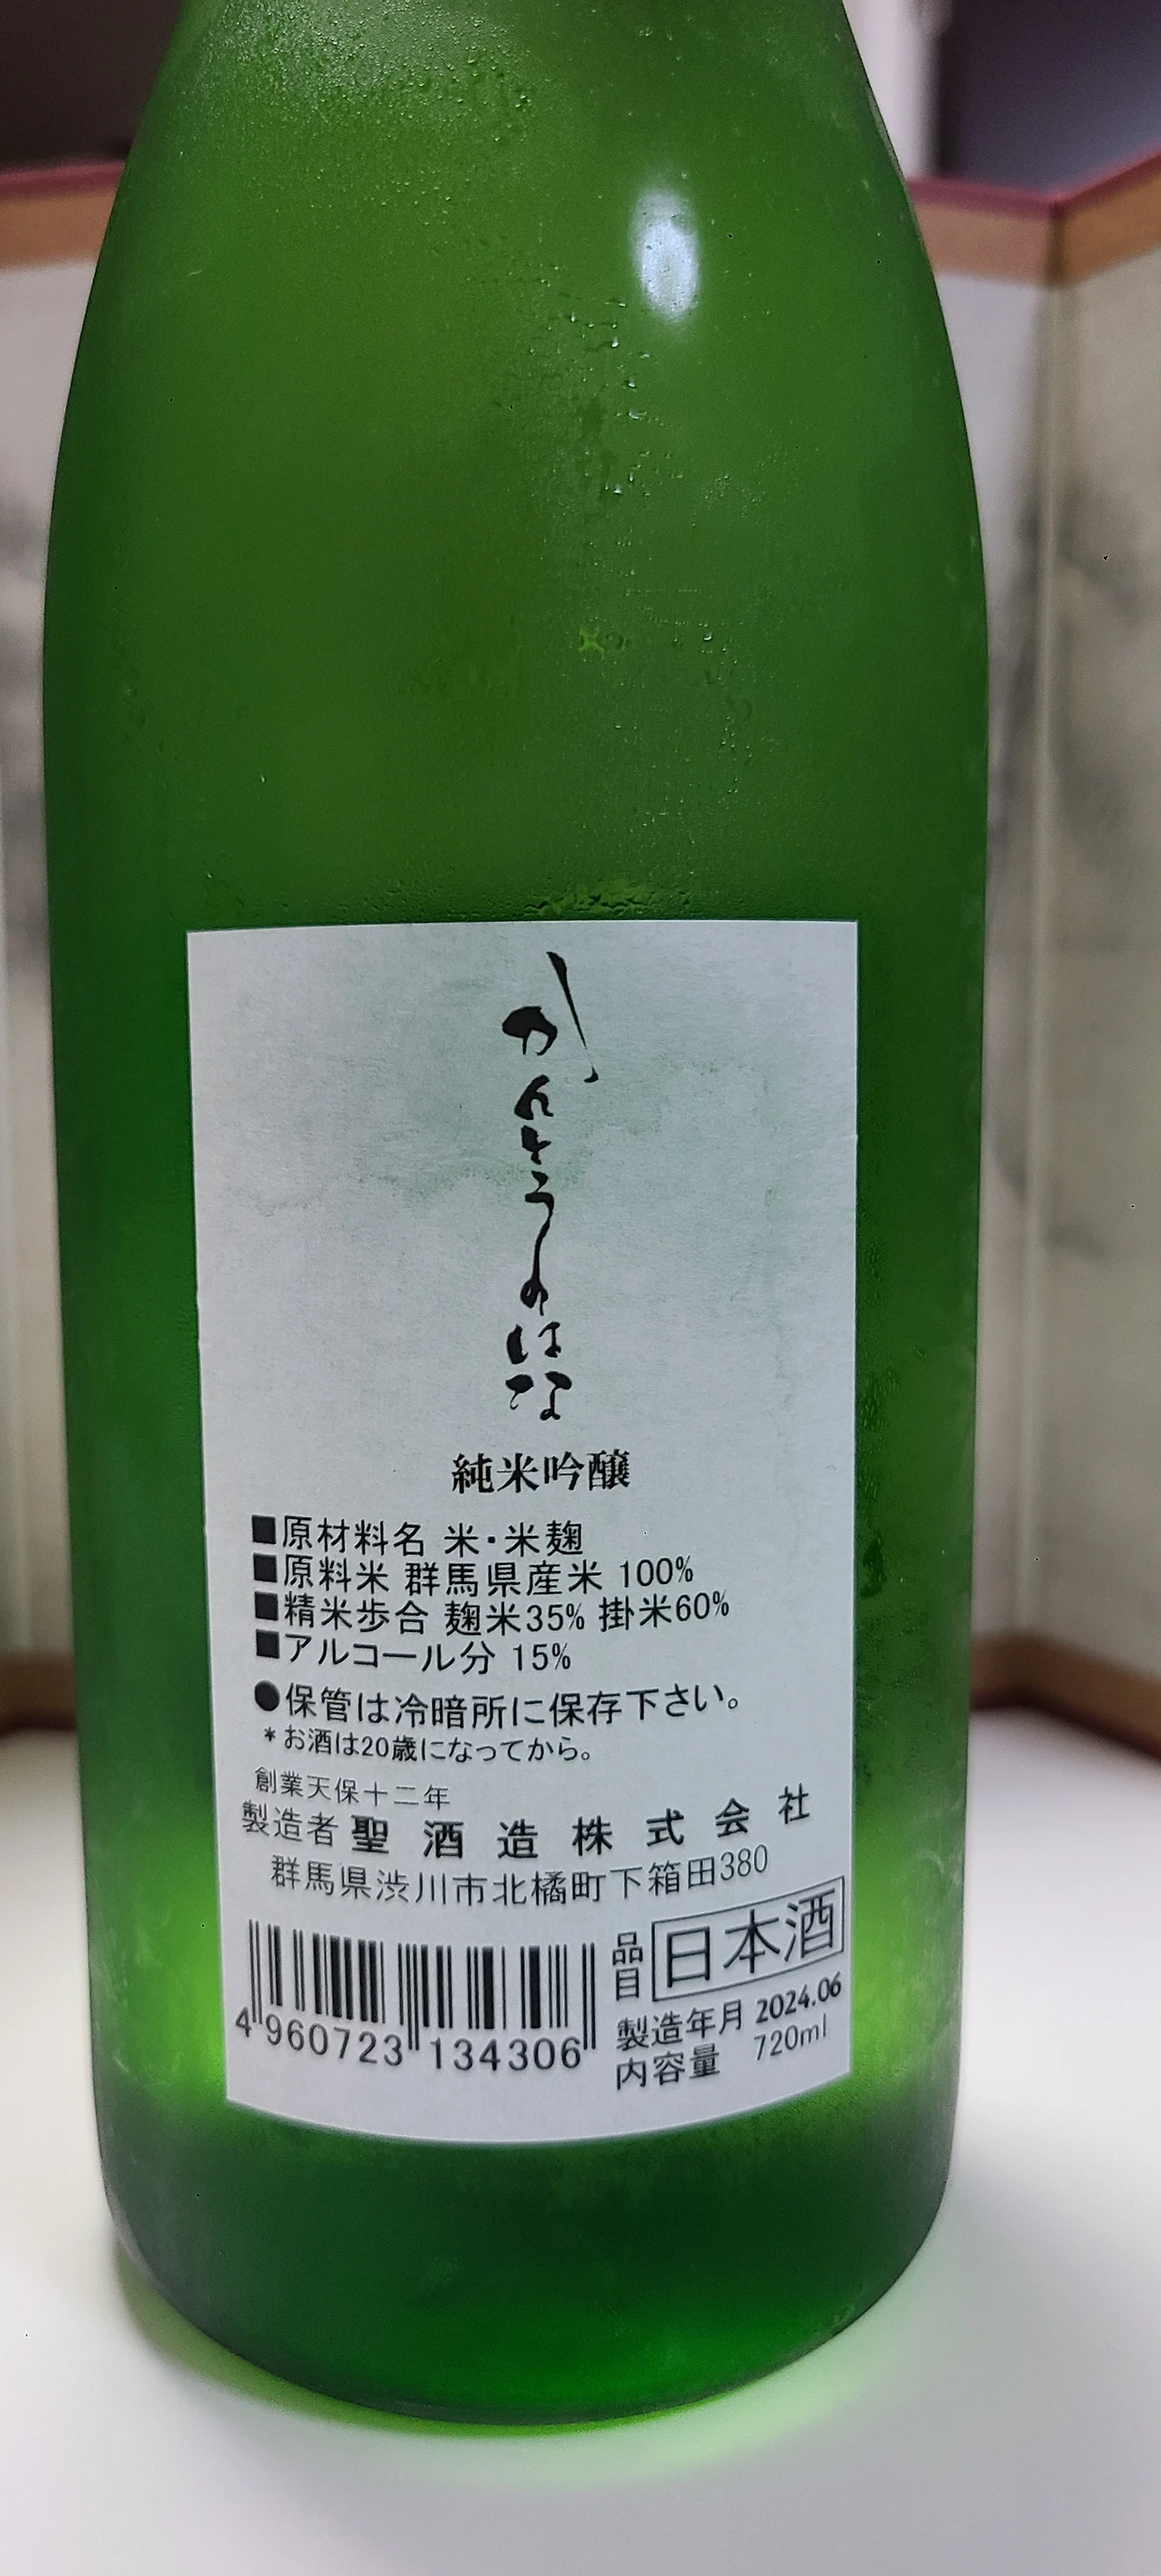 かんとうのはな
純米吟醸
■原材料名 米・米麹
■原料米 群馬県産米 100%
■精米歩合 麹米35% 掛米60%
■アルコール分 15%
●保管は冷暗所に保存下さい。
*お酒は20歳になってから。
創業天保十二年
製造者 聖酒造株式会社
群馬県渋川市北橘町下箱田380
品目 日本酒
製造年月 2024.06
内容量 720ml
4 960723 134306